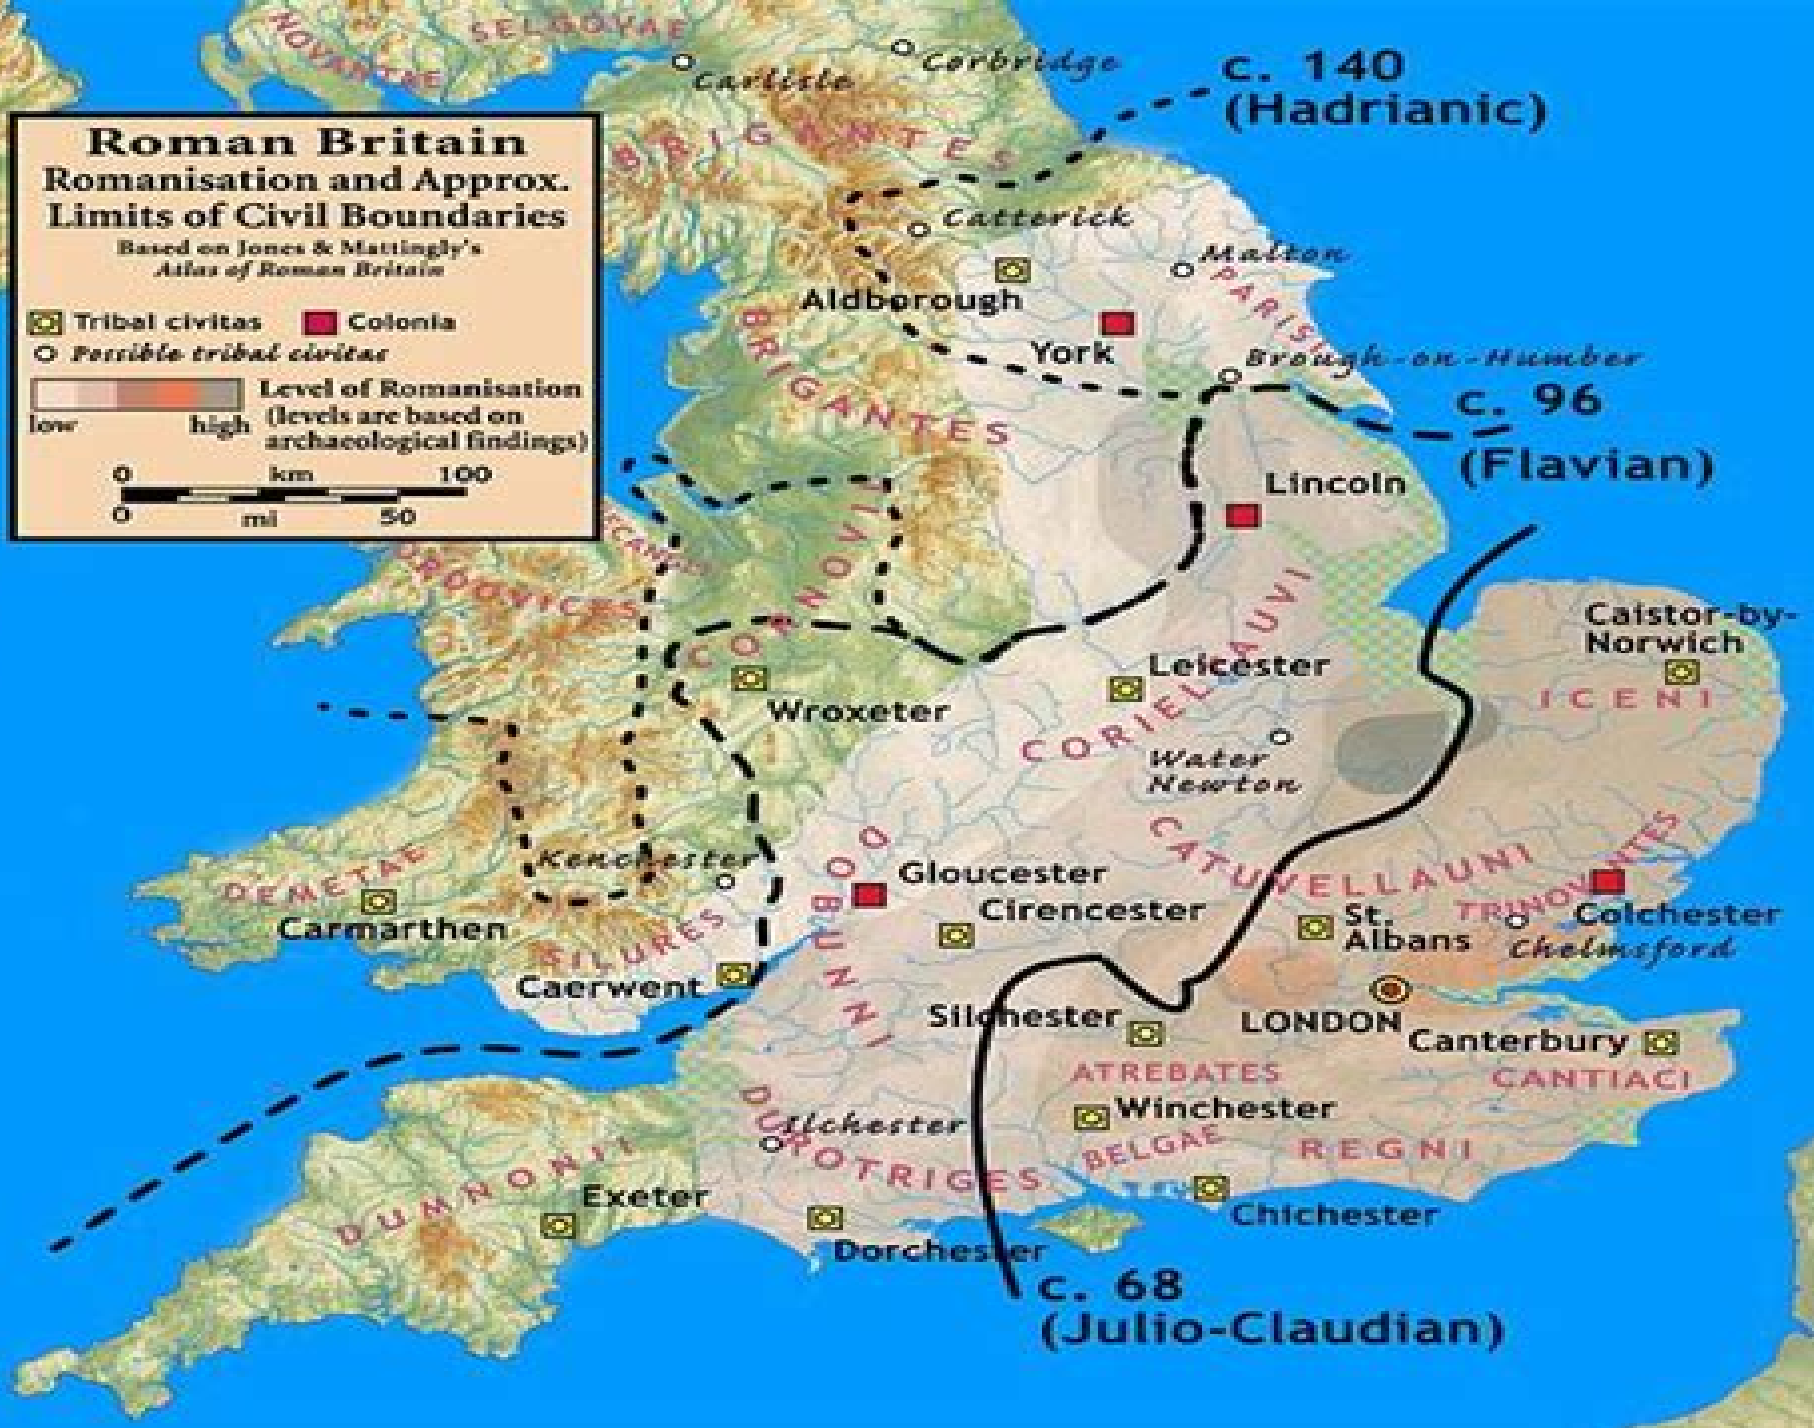 NOVANTAE
SELGOVAE
Carlisle
Corbridge
c. 140
(Hadrianic)
Roman Britain
Romanisation and Approx.
Limits of Civil Boundaries
Based on Jones & Mattingly's
Atlas of Roman Britain
Tribal civitas
Colonia
Possible tribal civitas
Level of Romanisation
(levels are based on
archaeological findings)
low
high
0 km 100
0 mi 50
BRIGANTES
Catterick
Malton
Aldborough
PARISI
York
Brough-on-Humber
BRIGANTES
c. 96
(Flavian)
Lincoln
ORDOVICES
CORNOVII
CORIELTAUVI
Caistor-by-
Norwich
ICENI
Leicester
Wroxeter
Water
Newton
Kenchester
DEMETAE
Carmarthen
SILURES
Caerwent
DOBUNNI
Gloucester
Cirencester
CATUVELLAUNI
TRINOVANTES
St.
Albans
Colchester
Chelmsford
Silchester
LONDON
Canterbury
CANTIACI
ATREBATES
Winchester
BELGAE
REGNI
Chichester
Ilchester
DUROTRIGES
Dorchester
DUMNONII
Exeter
c. 68
(Julio-Claudian)